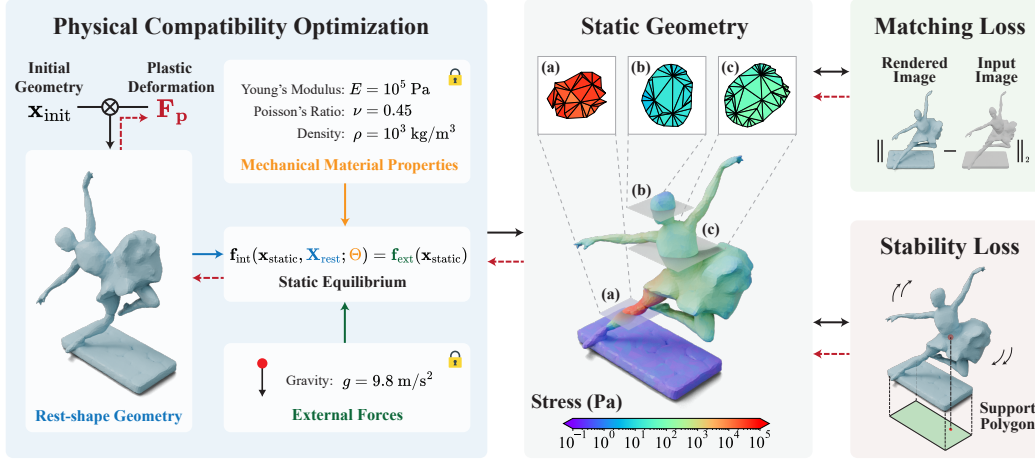 Physical Compatibility Optimization
Initial
Geometry
x_init
⊗
Plastic
Deformation
F_p
Rest-shape Geometry
Young's Modulus: E = 10^5 Pa
Poisson's Ratio: ν = 0.45
Density: ρ = 10^3 kg/m^3
Mechanical Material Properties
f_int(x_static, X_rest; Θ) = f_ext(x_static)
Static Equilibrium
Gravity: g = 9.8 m/s^2
External Forces
Static Geometry
(a)
(b)
(c)
(b)
(c)
(a)
Stress (Pa)
10^−1 10^0 10^1 10^2 10^3 10^4 10^5
Matching Loss
Rendered
Image
Input
Image
‖ − ‖_2
Stability Loss
Support
Polygon